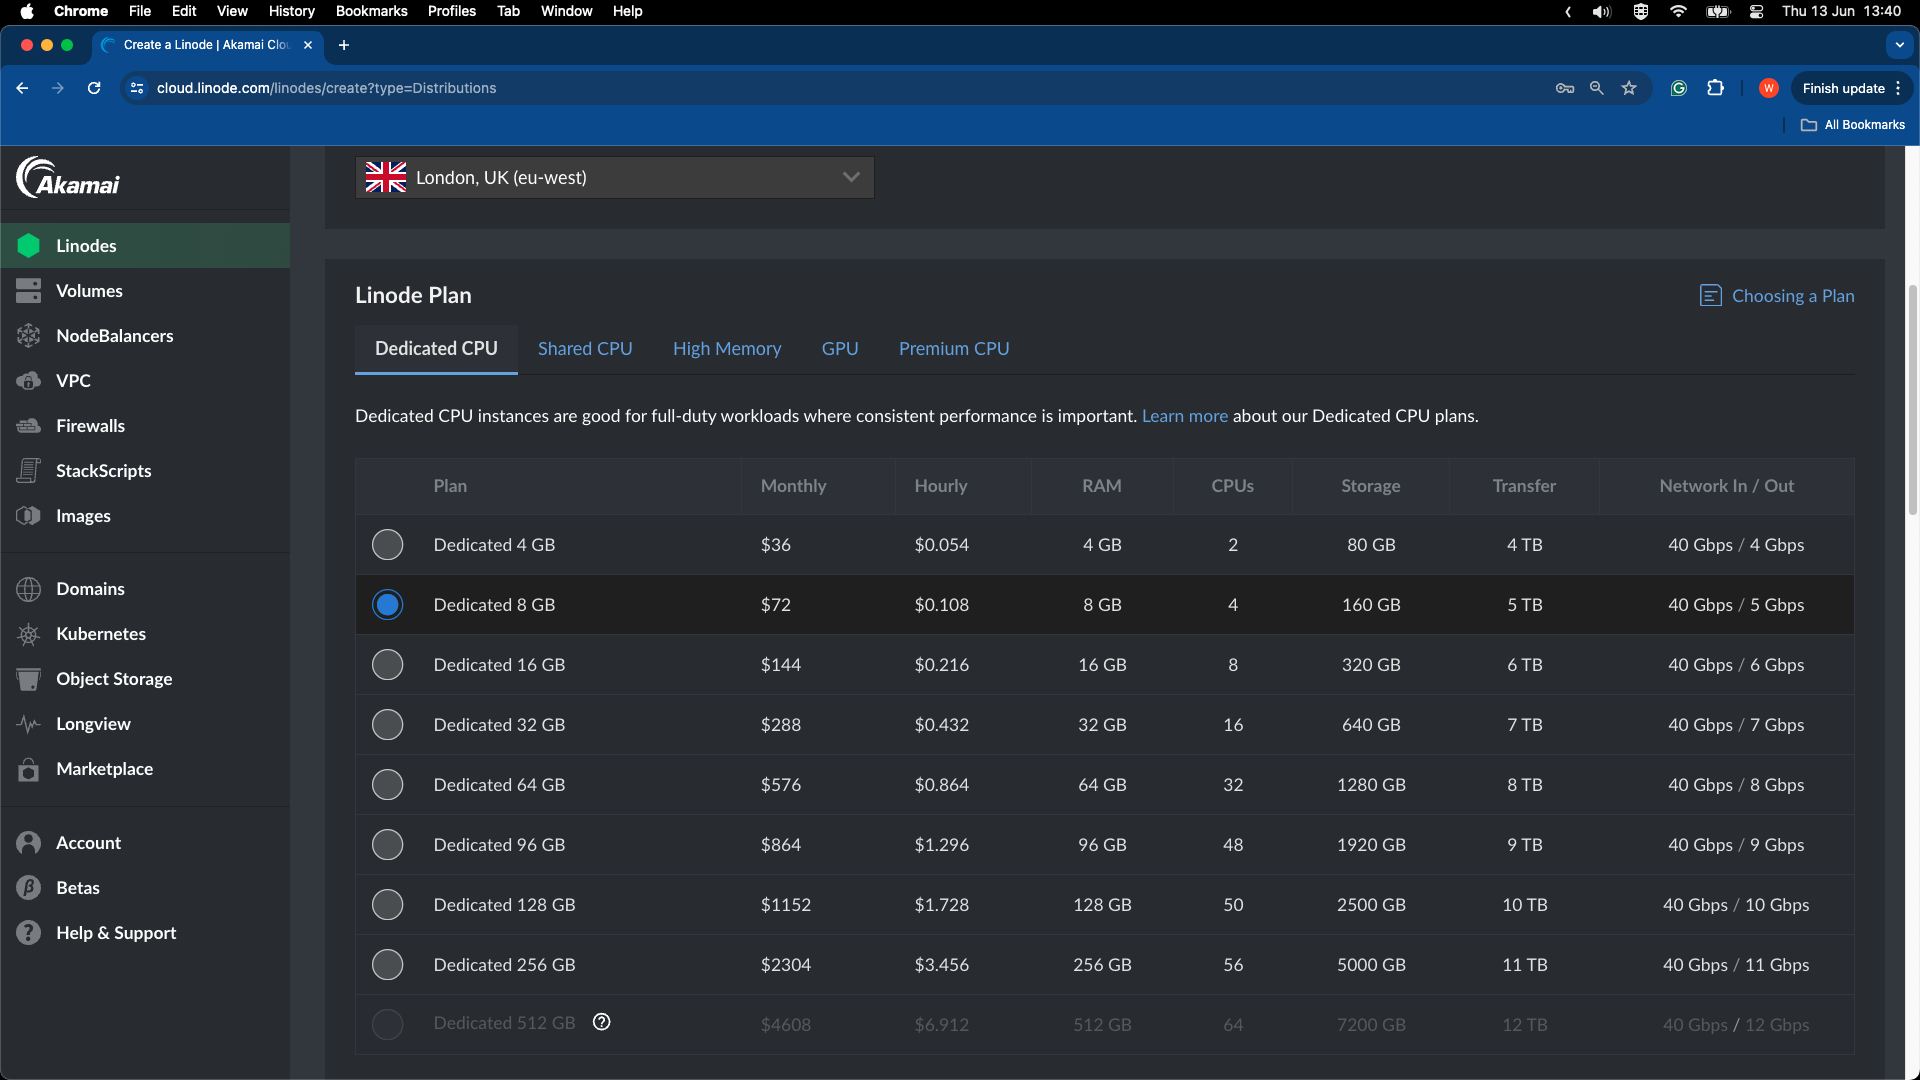 Chrome File Edit View History Bookmarks Profiles Tab Window Help Thu 13 Jun 13:40
Create a Linode | Akamai Clou
cloud.linode.com/linodes/create?type=Distributions W Finish update
All Bookmarks
Akamai
Linodes
Volumes
NodeBalancers
VPC
Firewalls
StackScripts
Images
Domains
Kubernetes
Object Storage
Longview
Marketplace
Account
Betas
Help & Support
London, UK (eu-west)
Linode Plan
Choosing a Plan
Dedicated CPU Shared CPU High Memory GPU Premium CPU
Dedicated CPU instances are good for full-duty workloads where consistent performance is important. Learn more about our Dedicated CPU plans.
Plan Monthly Hourly RAM CPUs Storage Transfer Network In / Out
Dedicated 4 GB $36 $0.054 4 GB 2 80 GB 4 TB 40 Gbps / 4 Gbps
Dedicated 8 GB $72 $0.108 8 GB 4 160 GB 5 TB 40 Gbps / 5 Gbps
Dedicated 16 GB $144 $0.216 16 GB 8 320 GB 6 TB 40 Gbps / 6 Gbps
Dedicated 32 GB $288 $0.432 32 GB 16 640 GB 7 TB 40 Gbps / 7 Gbps
Dedicated 64 GB $576 $0.864 64 GB 32 1280 GB 8 TB 40 Gbps / 8 Gbps
Dedicated 96 GB $864 $1.296 96 GB 48 1920 GB 9 TB 40 Gbps / 9 Gbps
Dedicated 128 GB $1152 $1.728 128 GB 50 2500 GB 10 TB 40 Gbps / 10 Gbps
Dedicated 256 GB $2304 $3.456 256 GB 56 5000 GB 11 TB 40 Gbps / 11 Gbps
Dedicated 512 GB $4608 $6.912 512 GB 64 7200 GB 12 TB 40 Gbps / 12 Gbps